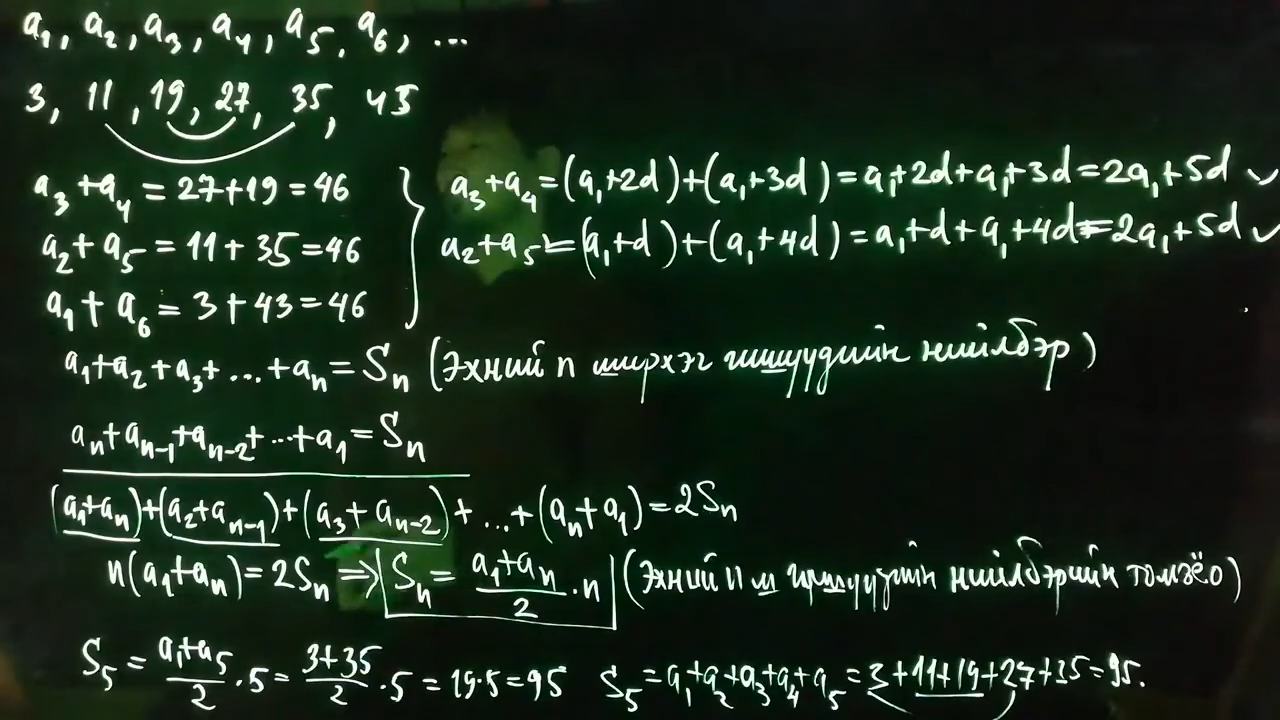 a₁, a₂, a₃, a₄, a₅, a₆, ...
3, 11, 19, 27, 35, 43
a₃+a₄=27+19=46
a₂+a₅=11+35=46
a₁+a₆=3+43=46
a₃+a₄=(a₁+2d)+(a₁+3d)=a₁+2d+a₁+3d=2a₁+5d ✓
a₂+a₅=(a₁+d)+(a₁+4d)=a₁+d+a₁+4d=2a₁+5d ✓
a₁+a₂+a₃+...+aₙ=Sₙ (Эхний n ширхэг гишүүдийн нийлбэр)
aₙ+aₙ₋₁+aₙ₋₂+...+a₁=Sₙ
(a₁+aₙ)+(a₂+aₙ₋₁)+(a₃+aₙ₋₂)+...+(aₙ+a₁)=2Sₙ
n(a₁+aₙ)=2Sₙ⇒ Sₙ=(a₁+aₙ)/2·n (Эхний n ш гишүүдийн нийлбэрийн томъёо)
S₅=(a₁+a₅)/2·5=(3+35)/2·5=19·5=95 S₅=a₁+a₂+a₃+a₄+a₅=3+11+19+27+35=95.